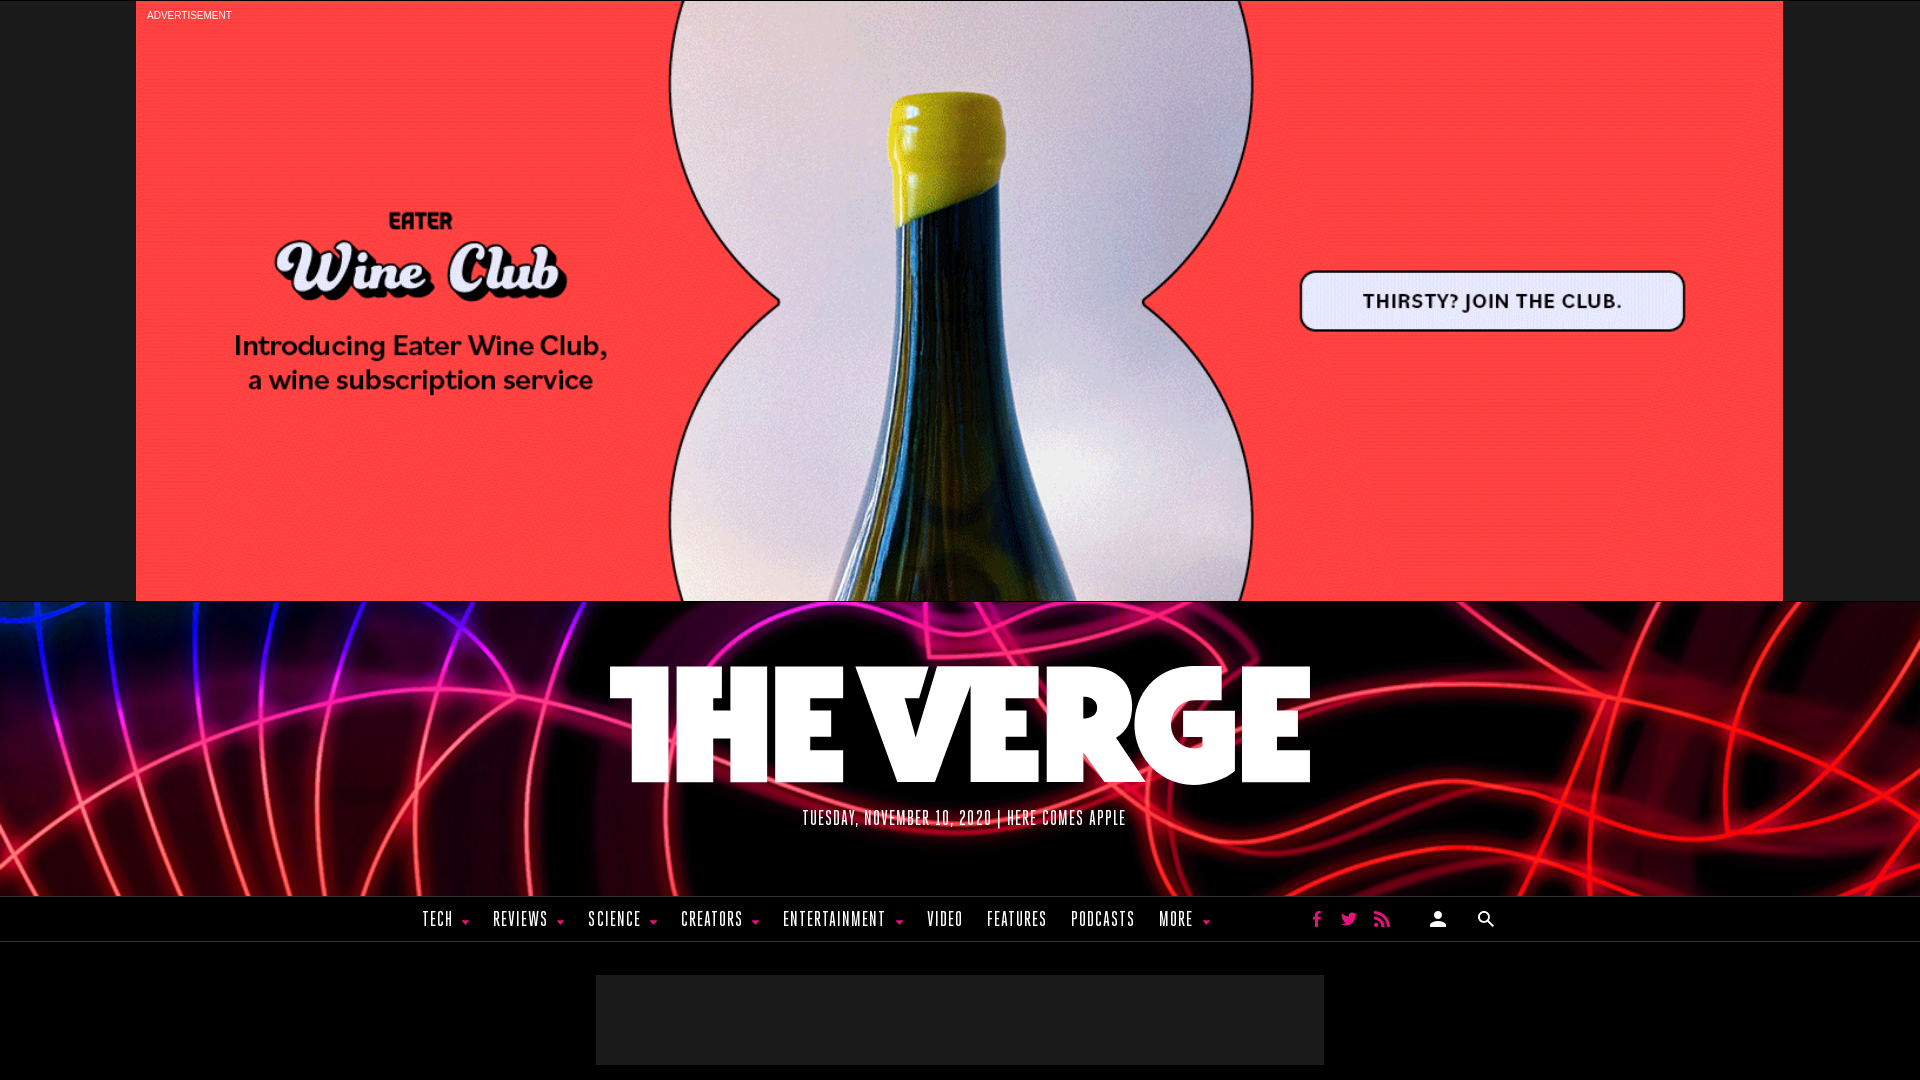 ADVERTISEMENT
EATER
Wine Club
Introducing Eater Wine Club,
a wine subscription service
THIRSTY? JOIN THE CLUB.
THE VERGE
TUESDAY, NOVEMBER 10, 2020 | HERE COMES APPLE
TECH REVIEWS SCIENCE CREATORS ENTERTAINMENT VIDEO FEATURES PODCASTS MORE